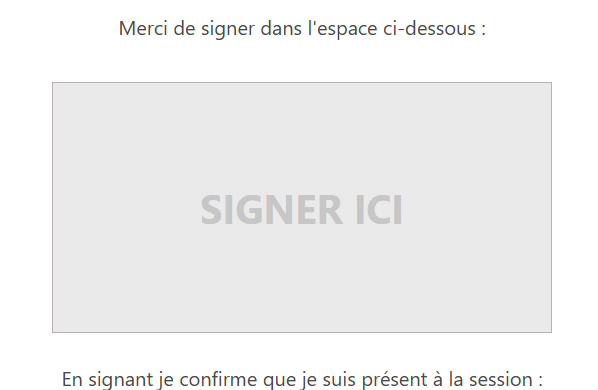 Merci de signer dans l'espace ci-dessous :
SIGNER ICI
En signant je confirme que je suis présent à la session :